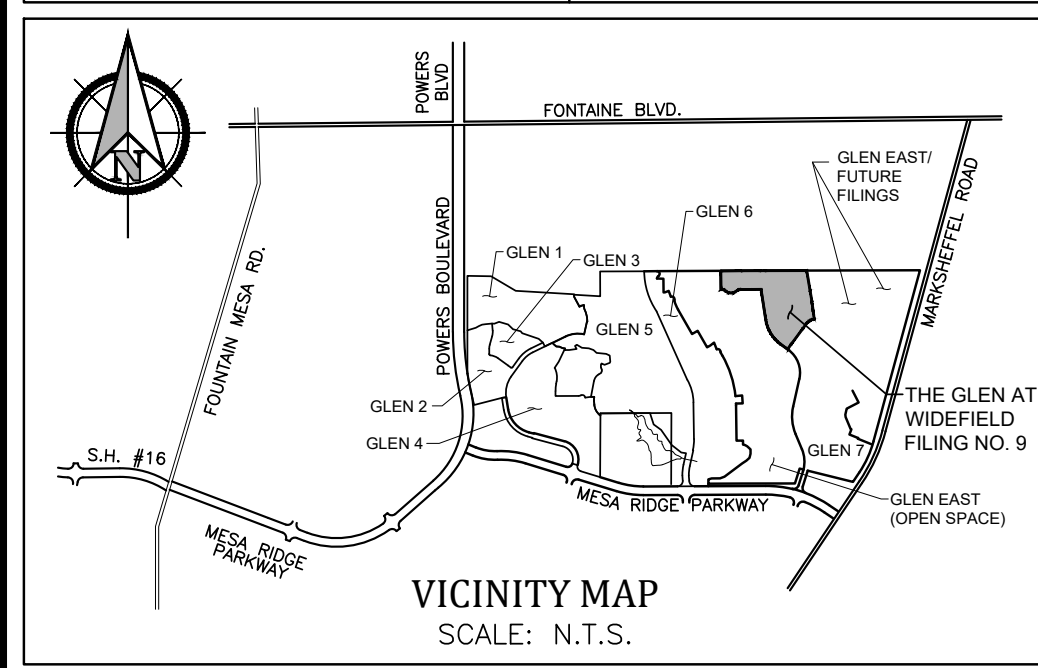 POWERS
BLVD
FONTAINE BLVD.
N
GLEN EAST/
FUTURE
FILINGS
MARKSHEFFEL ROAD
POWERS BOULEVARD
FOUNTAIN MESA RD.
GLEN 6
GLEN 1
GLEN 3
GLEN 5
GLEN 2
GLEN 4
THE GLEN AT
WIDEFIELD
FILING NO. 9
GLEN 7
S.H. #16
MESA RIDGE PARKWAY
GLEN EAST
(OPEN SPACE)
MESA RIDGE
PARKWAY
VICINITY MAP
SCALE: N.T.S.